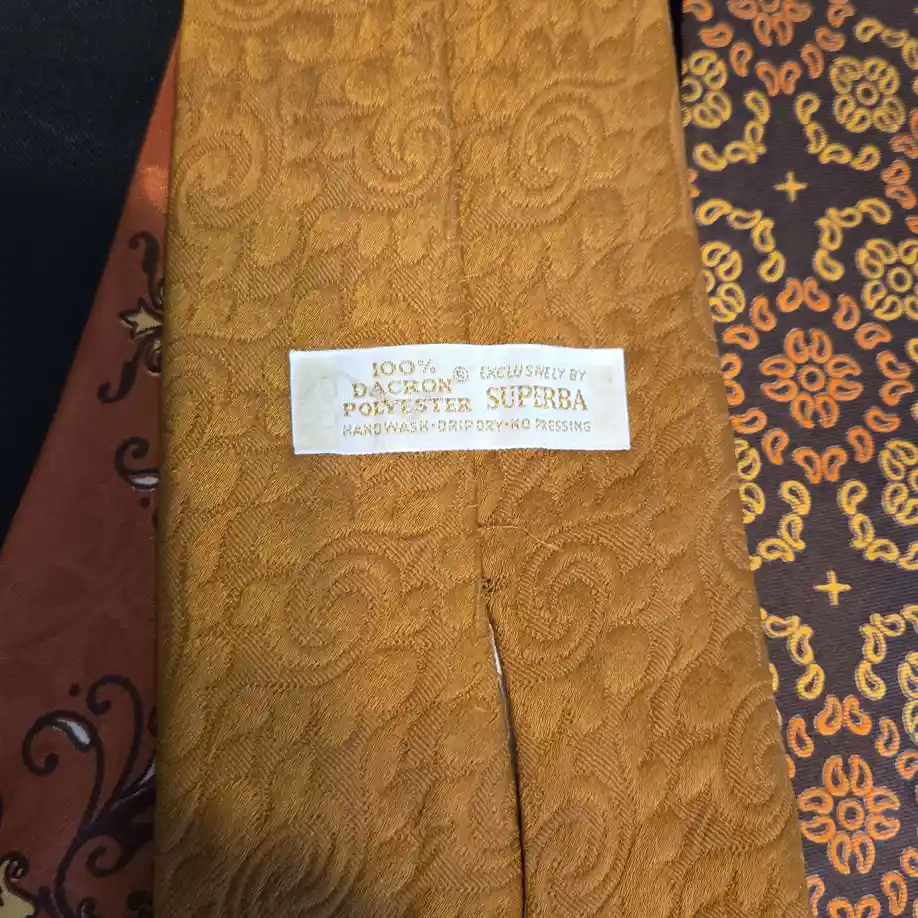 100%
DACRON®
POLYESTER
EXCLUSIVELY BY
SUPERBA
HANDWASH·DRIP DRY·NO PRESSING